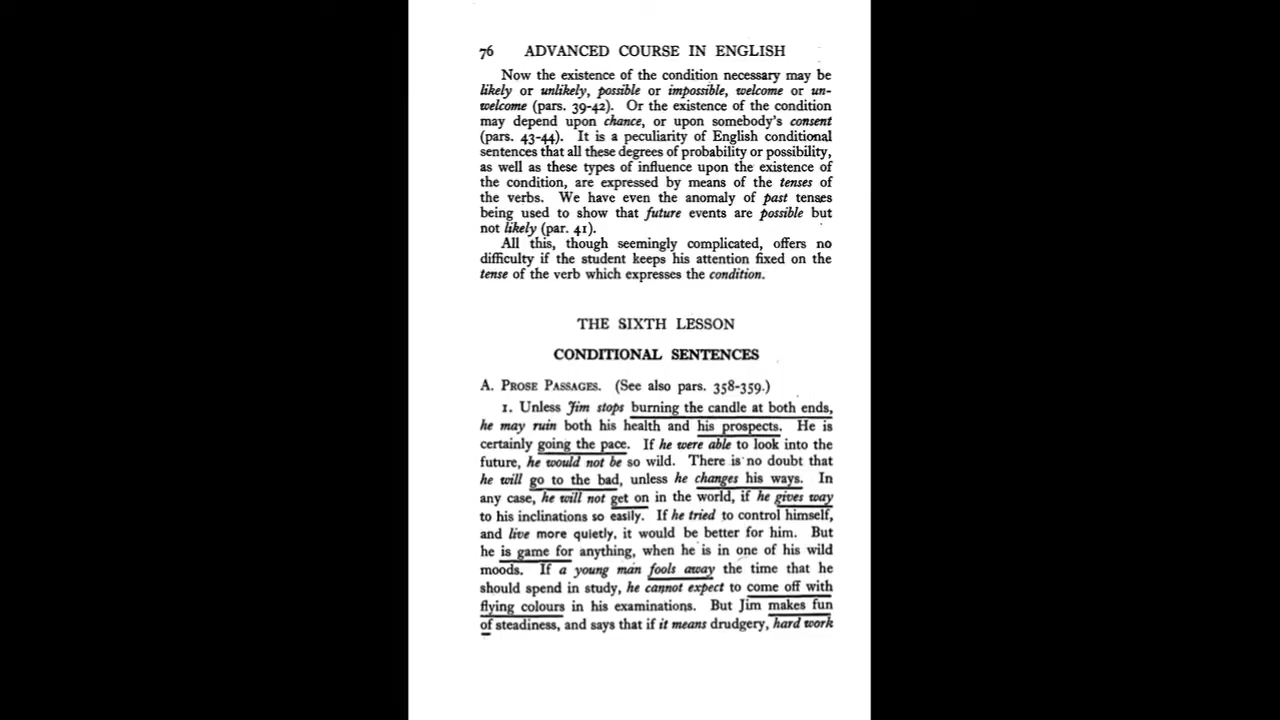 76 ADVANCED COURSE IN ENGLISH
Now the existence of the condition necessary may be
likely or unlikely, possible or impossible, welcome or un-
welcome (pars. 39-42). Or the existence of the condition
may depend upon chance, or upon somebody's consent
(pars. 43-44). It is a peculiarity of English conditional
sentences that all these degrees of probability or possibility,
as well as these types of influence upon the existence of
the condition, are expressed by means of the tenses of
the verbs. We have even the anomaly of past tenses
being used to show that future events are possible but
not likely (par. 41).
All this, though seemingly complicated, offers no
difficulty if the student keeps his attention fixed on the
tense of the verb which expresses the condition.
THE SIXTH LESSON
CONDITIONAL SENTENCES
A. PROSE PASSAGES. (See also pars. 358-359.)
1. Unless Jim stops burning the candle at both ends,
he may ruin both his health and his prospects. He is
certainly going the pace. If he were able to look into the
future, he would not be so wild. There is no doubt that
he will go to the bad, unless he changes his ways. In
any case, he will not get on in the world, if he gives way
to his inclinations so easily. If he tried to control himself,
and live more quietly, it would be better for him. But
he is game for anything, when he is in one of his wild
moods. If a young man fools away the time that he
should spend in study, he cannot expect to come off with
flying colours in his examinations. But Jim makes fun
of steadiness, and says that if it means drudgery, hard work